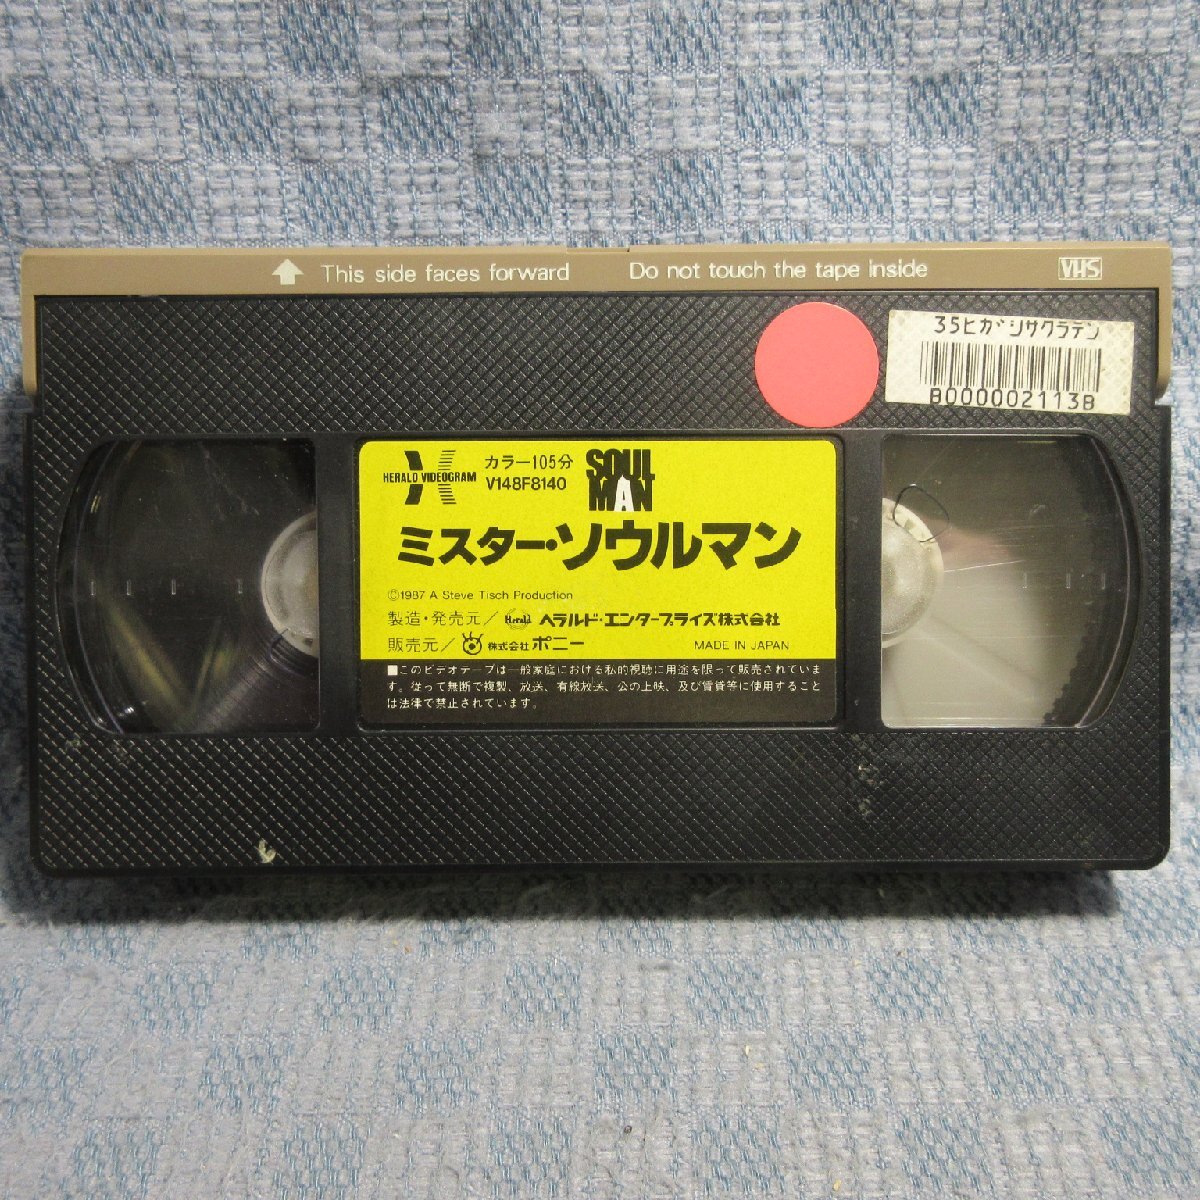 This side faces forward Do not touch the tape inside VHS
35ヒガシサクラテン
B000002113B
HERALD VIDEOGRAM
カラー105分
V148F8140
SOUL
MAN
ミスター・ソウルマン
©1987 A Steve Tisch Production
製造・発売元/Herald ヘラルド・エンタープライズ株式会社
販売元/株式会社ポニー MADE IN JAPAN
■このビデオテープは一般家庭における私的視聴に用途を限って販売されていま
す。従って無断で複製、放送、有線放送、公の上映、及び賃貸等に使用すること
は法律で禁止されています。